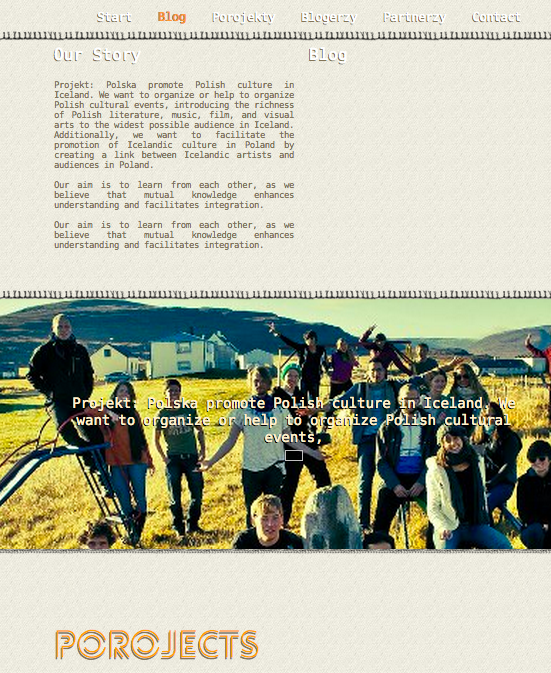 Start Blog Porojekty Blogerzy Partnerzy Contact
Our Story
Projekt: Polska promote Polish culture in
Iceland. We want to organize or help to organize
Polish cultural events, introducing the richness
of Polish literature, music, film, and visual
arts to the widest possible audience in Iceland.
Additionally, we want to facilitate the
promotion of Icelandic culture in Poland by
creating a link between Icelandic artists and
audiences in Poland.
Our aim is to learn from each other, as we
believe that mutual knowledge enhances
understanding and facilitates integration.
Our aim is to learn from each other, as we
believe that mutual knowledge enhances
understanding and facilitates integration.
Blog
Projekt: Polska promote Polish culture in Iceland. We
want to organize or help to organize Polish cultural
events,
POROJECTS